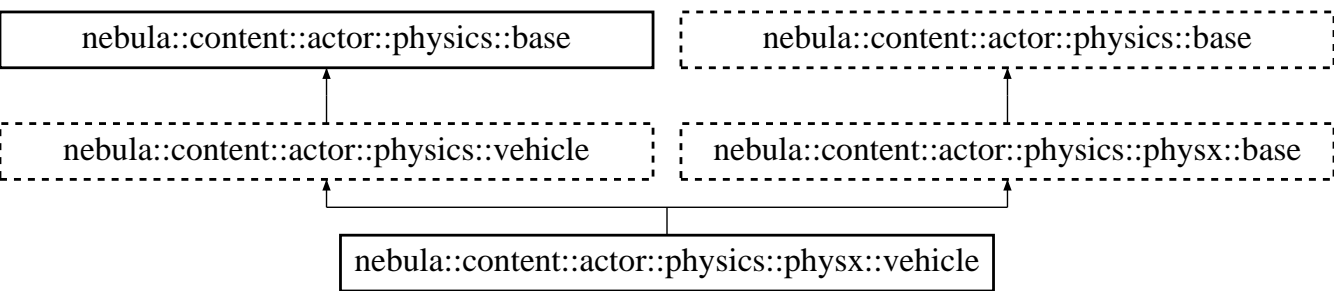 nebula::content::actor::physics::base
nebula::content::actor::physics::base
nebula::content::actor::physics::vehicle
nebula::content::actor::physics::physx::base
nebula::content::actor::physics::physx::vehicle